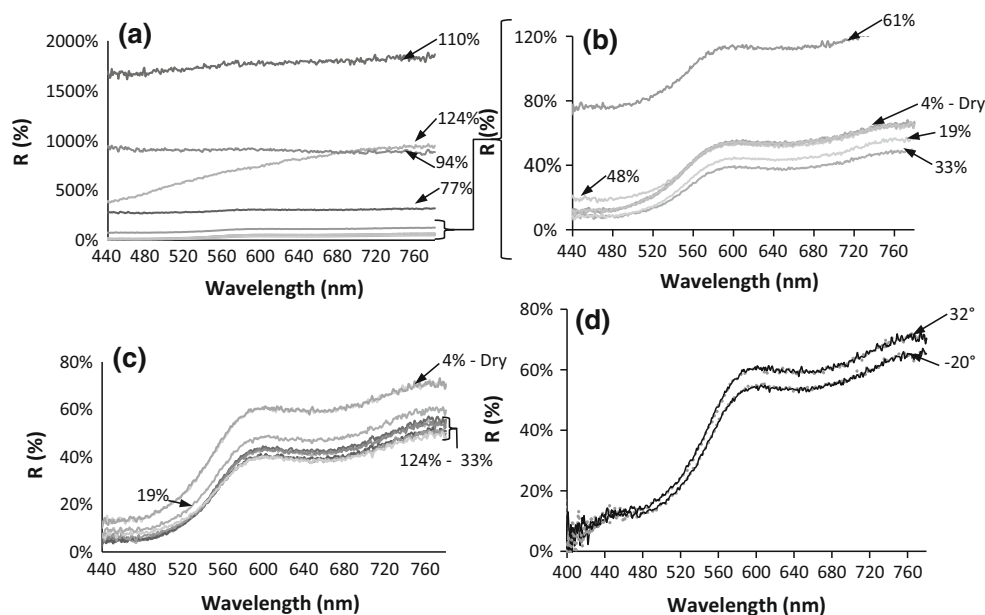 (a)
2000%
1500%
1000%
500%
0%
R (%)
440 480 520 560 600 640 680 720 760
Wavelength (nm)
110%
124%
94%
77%
(b)
120%
80%
40%
0%
R (%)
440 480 520 560 600 640 680 720 760
Wavelength (nm)
61%
4% - Dry
19%
33%
48%
(c)
80%
60%
40%
20%
0%
R (%)
440 480 520 560 600 640 680 720 760
Wavelength (nm)
4% - Dry
19%
124% - 33%
(d)
80%
60%
40%
20%
0%
R (%)
400 440 480 520 560 600 640 680 720 760
Wavelength (nm)
32°
-20°